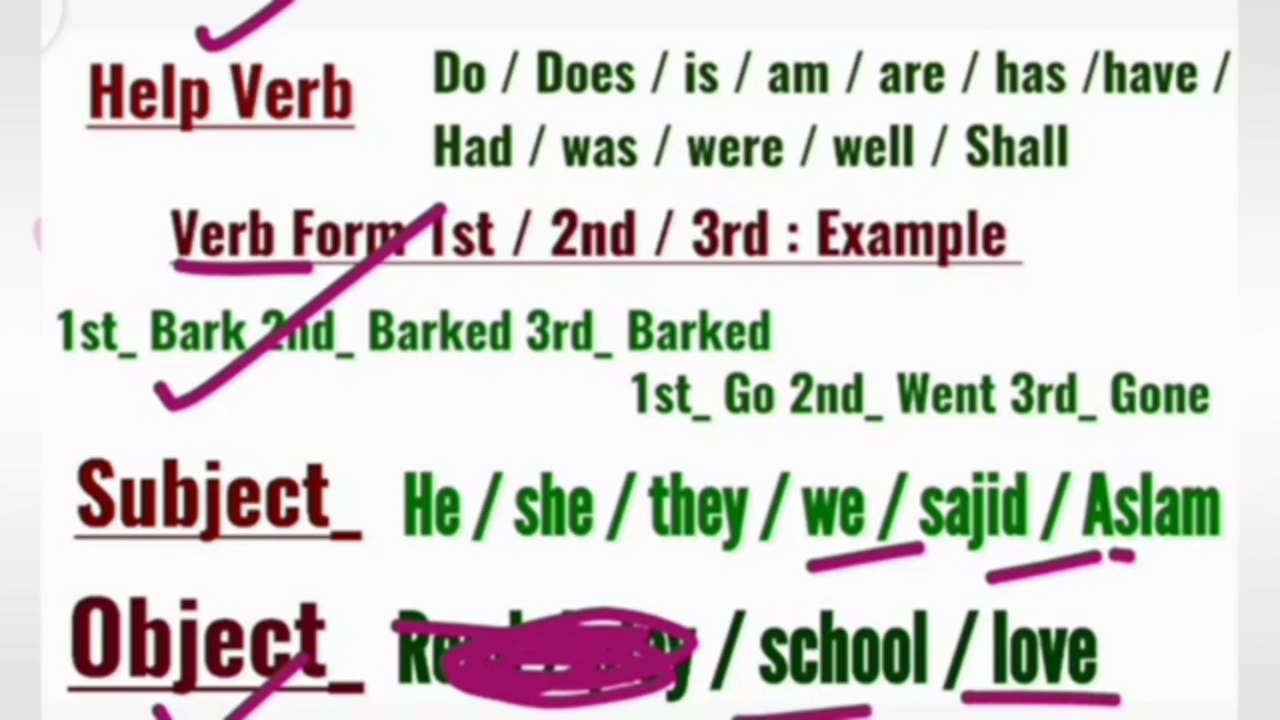 Help Verb Do / Does / is / am / are / has /have /
Had / was / were / well / Shall
Verb Form 1st / 2nd / 3rd : Example
1st_ Bark 2nd_ Barked 3rd_ Barked
1st_ Go 2nd_ Went 3rd_ Gone
Subject_ He / she / they / we / sajid / Aslam
Object_ / school / love